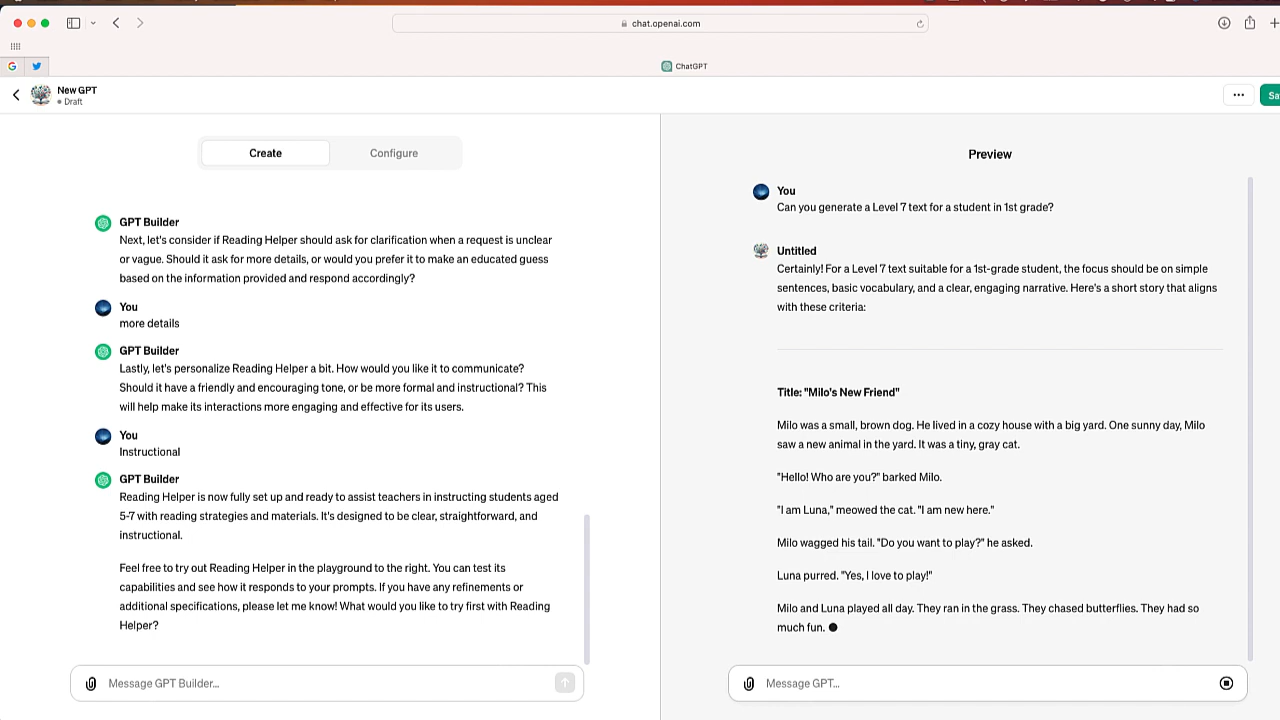 chat.openai.com
G
ChatGPT
New GPT
Draft
Sa
Create
Configure
GPT Builder
Next, let's consider if Reading Helper should ask for clarification when a request is unclear
or vague. Should it ask for more details, or would you prefer it to make an educated guess
based on the information provided and respond accordingly?
You
more details
GPT Builder
Lastly, let's personalize Reading Helper a bit. How would you like it to communicate?
Should it have a friendly and encouraging tone, or be more formal and instructional? This
will help make its interactions more engaging and effective for its users.
You
Instructional
GPT Builder
Reading Helper is now fully set up and ready to assist teachers in instructing students aged
5-7 with reading strategies and materials. It's designed to be clear, straightforward, and
instructional.
Feel free to try out Reading Helper in the playground to the right. You can test its
capabilities and see how it responds to your prompts. If you have any refinements or
additional specifications, please let me know! What would you like to try first with Reading
Helper?
Message GPT Builder...
Preview
You
Can you generate a Level 7 text for a student in 1st grade?
Untitled
Certainly! For a Level 7 text suitable for a 1st-grade student, the focus should be on simple
sentences, basic vocabulary, and a clear, engaging narrative. Here's a short story that aligns
with these criteria:
Title: "Milo's New Friend"
Milo was a small, brown dog. He lived in a cozy house with a big yard. One sunny day, Milo
saw a new animal in the yard. It was a tiny, gray cat.
"Hello! Who are you?" barked Milo.
"I am Luna," meowed the cat. "I am new here."
Milo wagged his tail. "Do you want to play?" he asked.
Luna purred. "Yes, I love to play!"
Milo and Luna played all day. They ran in the grass. They chased butterflies. They had so
much fun.
Message GPT...